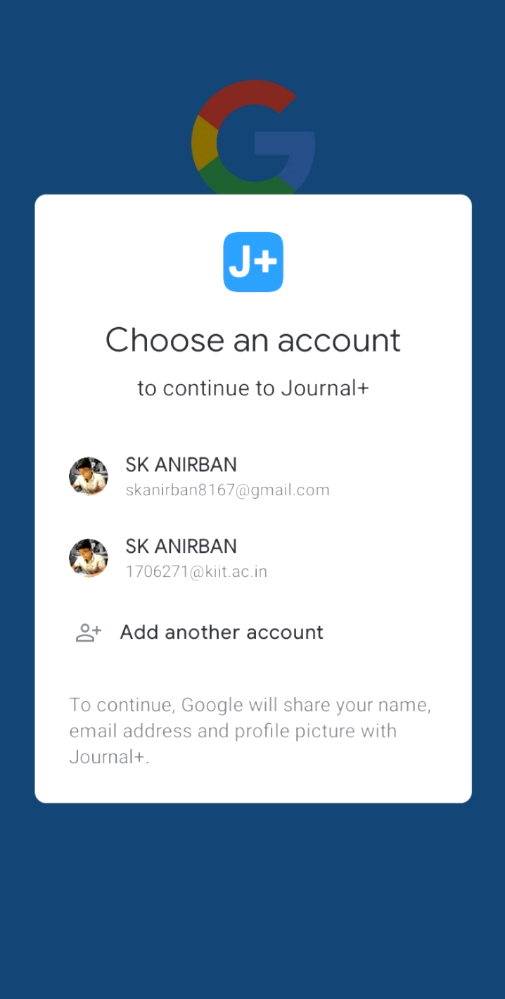 J+
Choose an account
to continue to Journal+
SK ANIRBAN
skanirban8167@gmail.com
SK ANIRBAN
1706271@kiit.ac.in
Add another account
To continue, Google will share your name,
email address and profile picture with
Journal+.